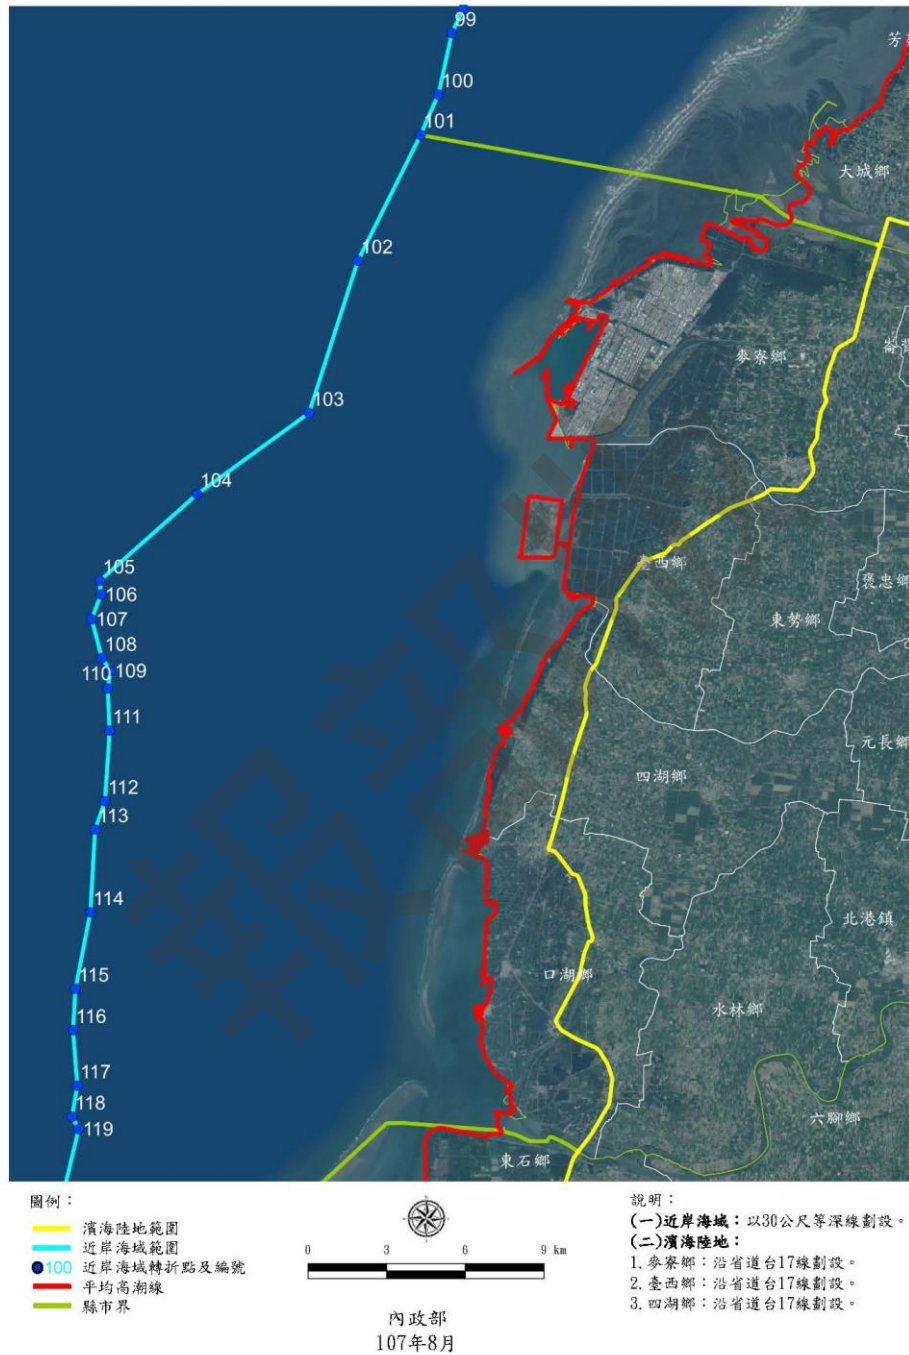 99
100
芳
101
大城鄉
102
麥寮鄉
崙背
103
104
105
臺西鄉
褒忠鄉
106
107
東勢鄉
108
109
110
111
元長鄉
四湖鄉
112
113
114
北港鎮
115
口湖鄉
水林鄉
116
117
118
六腳鄉
119
東石鄉
報部版
圖例：
濱海陸地範圍
近岸海域範圍
100 近岸海域轉折點及編號
平均高潮線
縣市界
0 3 6 9 km
內政部
107年8月
說明：
(一)近岸海域：以30公尺等深線劃設。
(二)濱海陸地：
1.麥寮鄉：沿省道台17線劃設。
2.臺西鄉：沿省道台17線劃設。
3.四湖鄉：沿省道台17線劃設。